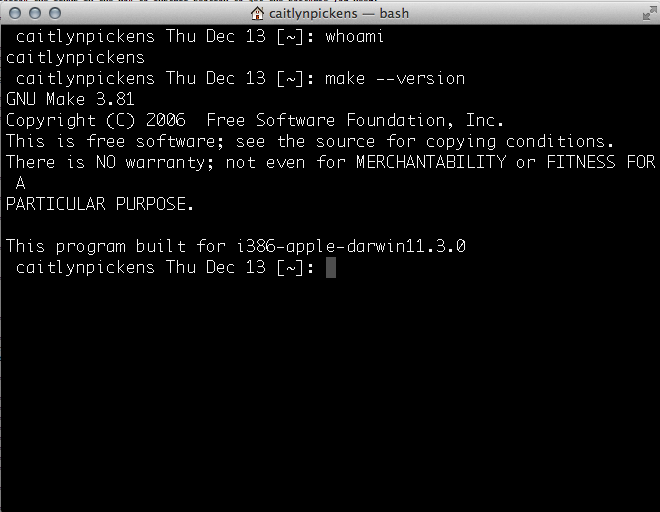 caitlynpickens — bash
caitlynpickens Thu Dec 13 [~]: whoami
caitlynpickens
caitlynpickens Thu Dec 13 [~]: make --version
GNU Make 3.81
Copyright (C) 2006  Free Software Foundation, Inc.
This is free software; see the source for copying conditions.
There is NO warranty; not even for MERCHANTABILITY or FITNESS FOR
A
PARTICULAR PURPOSE.
This program built for i386-apple-darwin11.3.0
caitlynpickens Thu Dec 13 [~]: